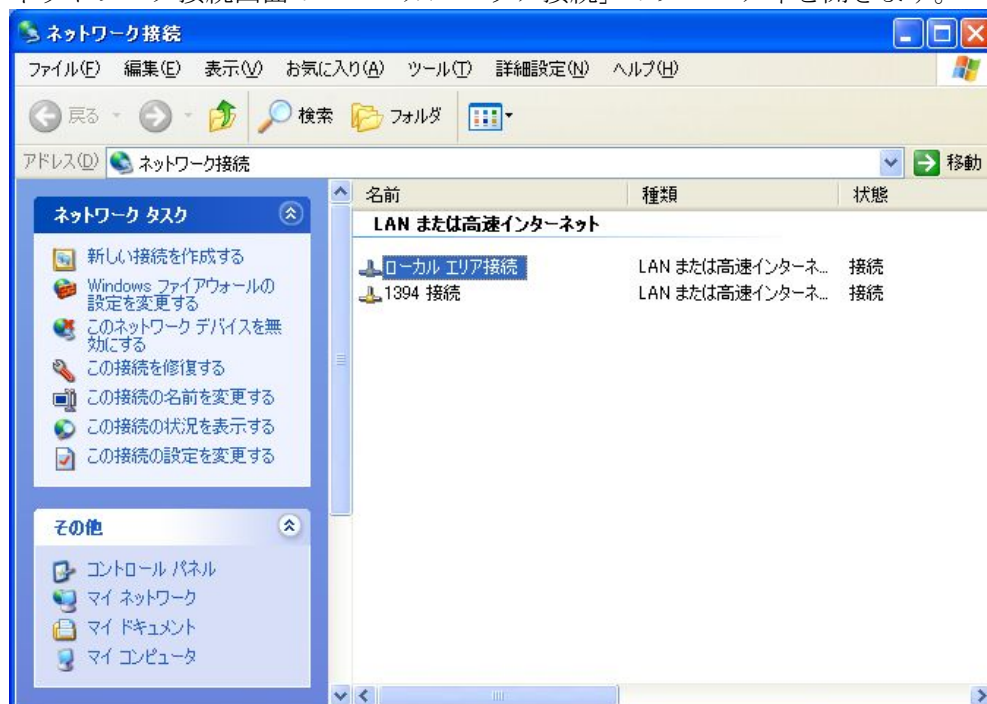 ネットワーク接続
ファイル(F) 編集(E) 表示(V) お気に入り(A) ツール(T) 詳細設定(N) ヘルプ(H)
戻る 検索 フォルダ
アドレス(D) ネットワーク接続 移動
ネットワーク タスク
新しい接続を作成する
Windows ファイアウォールの
設定を変更する
このネットワーク デバイスを無
効にする
この接続を修復する
この接続の名前を変更する
この接続の状況を表示する
この接続の設定を変更する
その他
コントロール パネル
マイ ネットワーク
マイ ドキュメント
マイ コンピュータ
名前 種類 状態
LAN または高速インターネット
ローカル エリア接続 LAN または高速インターネ... 接続
1394 接続 LAN または高速インターネ... 接続